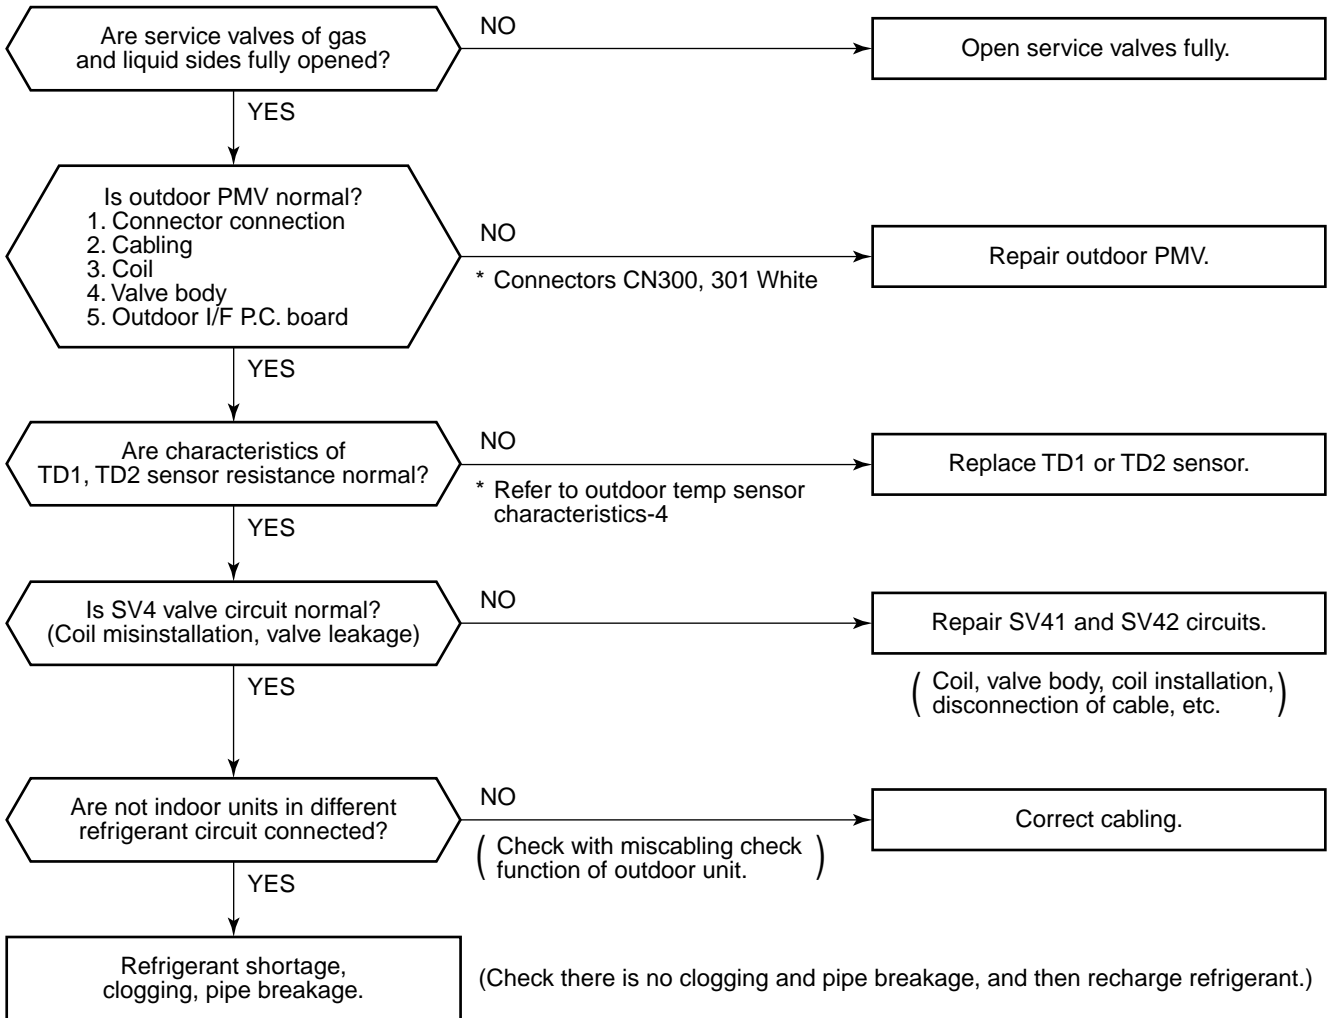 Are service valves of gas
and liquid sides fully opened?
NO
Open service valves fully.
YES
Is outdoor PMV normal?
1. Connector connection
2. Cabling
3. Coil
4. Valve body
5. Outdoor I/F P.C. board
NO
* Connectors CN300, 301 White
Repair outdoor PMV.
YES
Are characteristics of
TD1, TD2 sensor resistance normal?
NO
* Refer to outdoor temp sensor
characteristics-4
Replace TD1 or TD2 sensor.
YES
Is SV4 valve circuit normal?
(Coil misinstallation, valve leakage)
NO
Repair SV41 and SV42 circuits.
(Coil, valve body, coil installation,
disconnection of cable, etc.)
YES
Are not indoor units in different
refrigerant circuit connected?
NO
(Check with miscabling check
function of outdoor unit.)
Correct cabling.
YES
Refrigerant shortage,
clogging, pipe breakage.
(Check there is no clogging and pipe breakage, and then recharge refrigerant.)